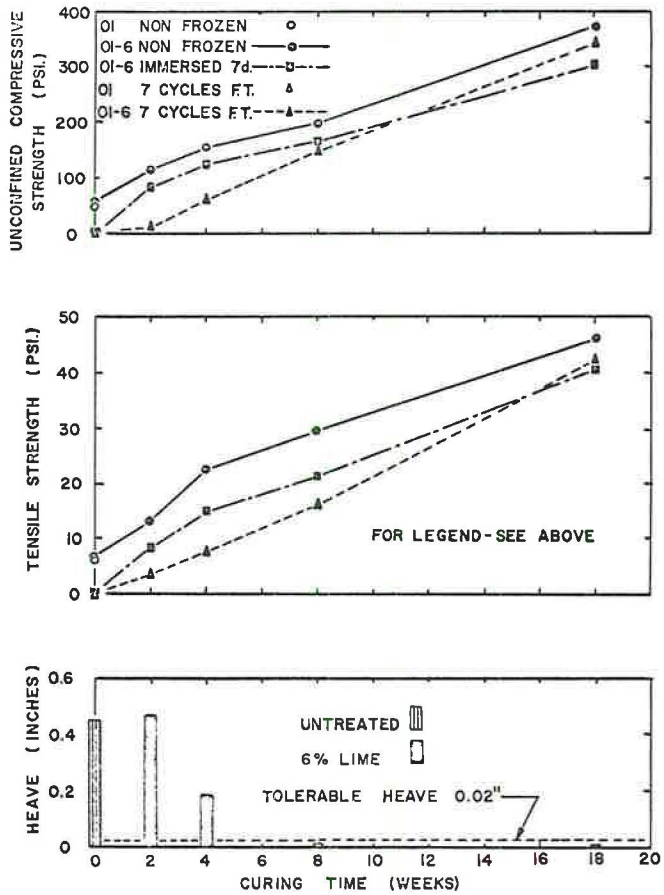 UNCONFINED COMPRESSIVE
STRENGTH (PSI.)
400
300
200
100
0
OI NON FROZEN
OI-6 NON FROZEN
OI-6 IMMERSED 7d.
OI 7 CYCLES F.T.
OI-6 7 CYCLES F.T.
TENSILE STRENGTH (PSI.)
50
40
30
20
10
0
FOR LEGEND-SEE ABOVE
HEAVE (INCHES)
0.6
0.4
0.2
0
UNTREATED
6% LIME
TOLERABLE HEAVE 0.02"
0 2 4 6 8 10 12 14 16 18 20
CURING TIME (WEEKS)